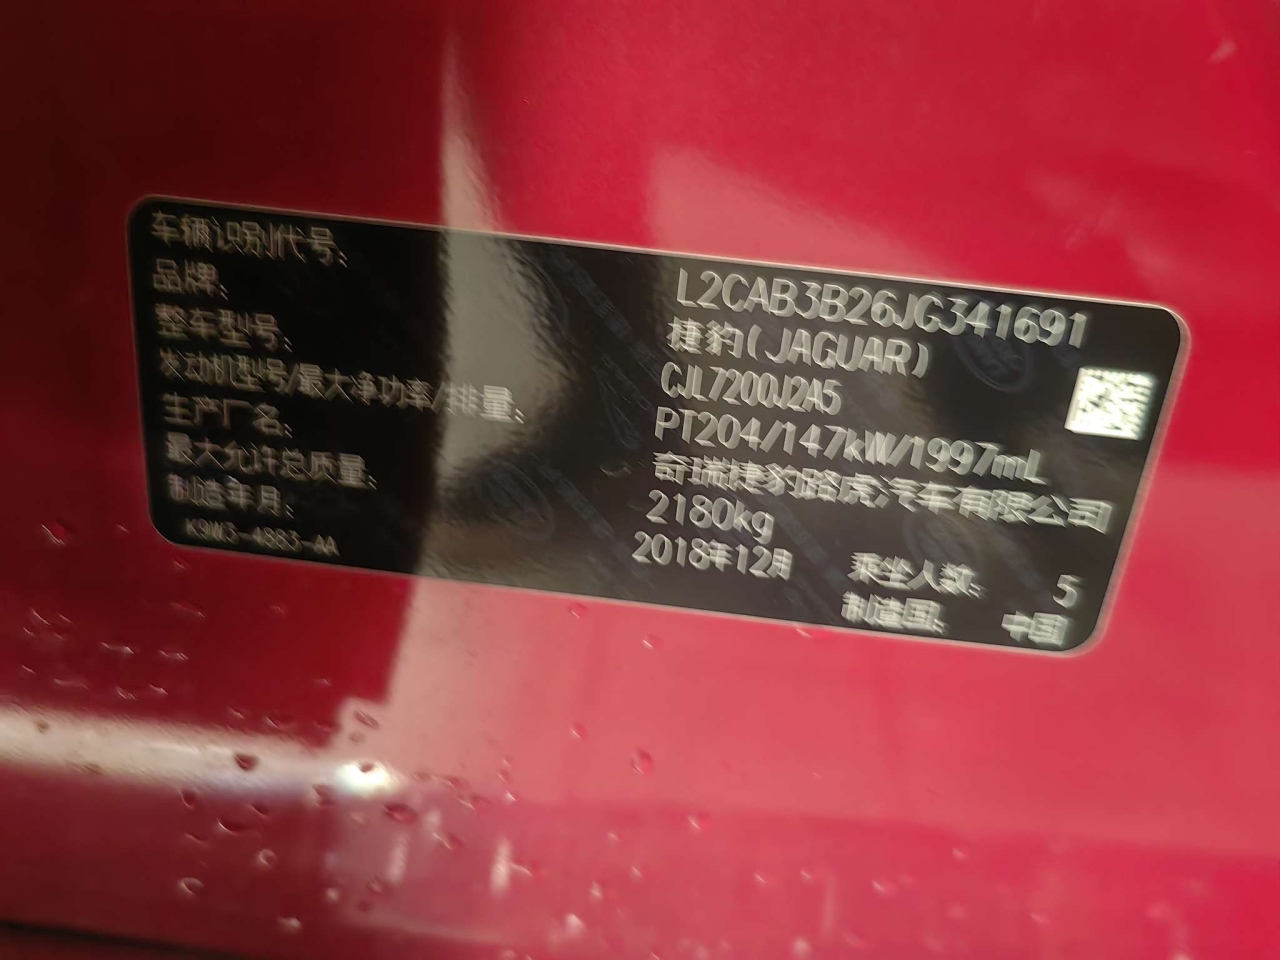 车辆识别代号: L2CAB3B26JG341691
品牌: 捷豹(JAGUAR)
整车型号: CJL7200J2A5
发动机型号/最大净功率/排量: PT204/147kW/1997mL
生产厂名: 奇瑞捷豹路虎汽车有限公司
最大允许总质量: 2180kg
制造年月: 2018年12月 乘坐人数: 5
K9W3-4883-AA 制造国: 中国